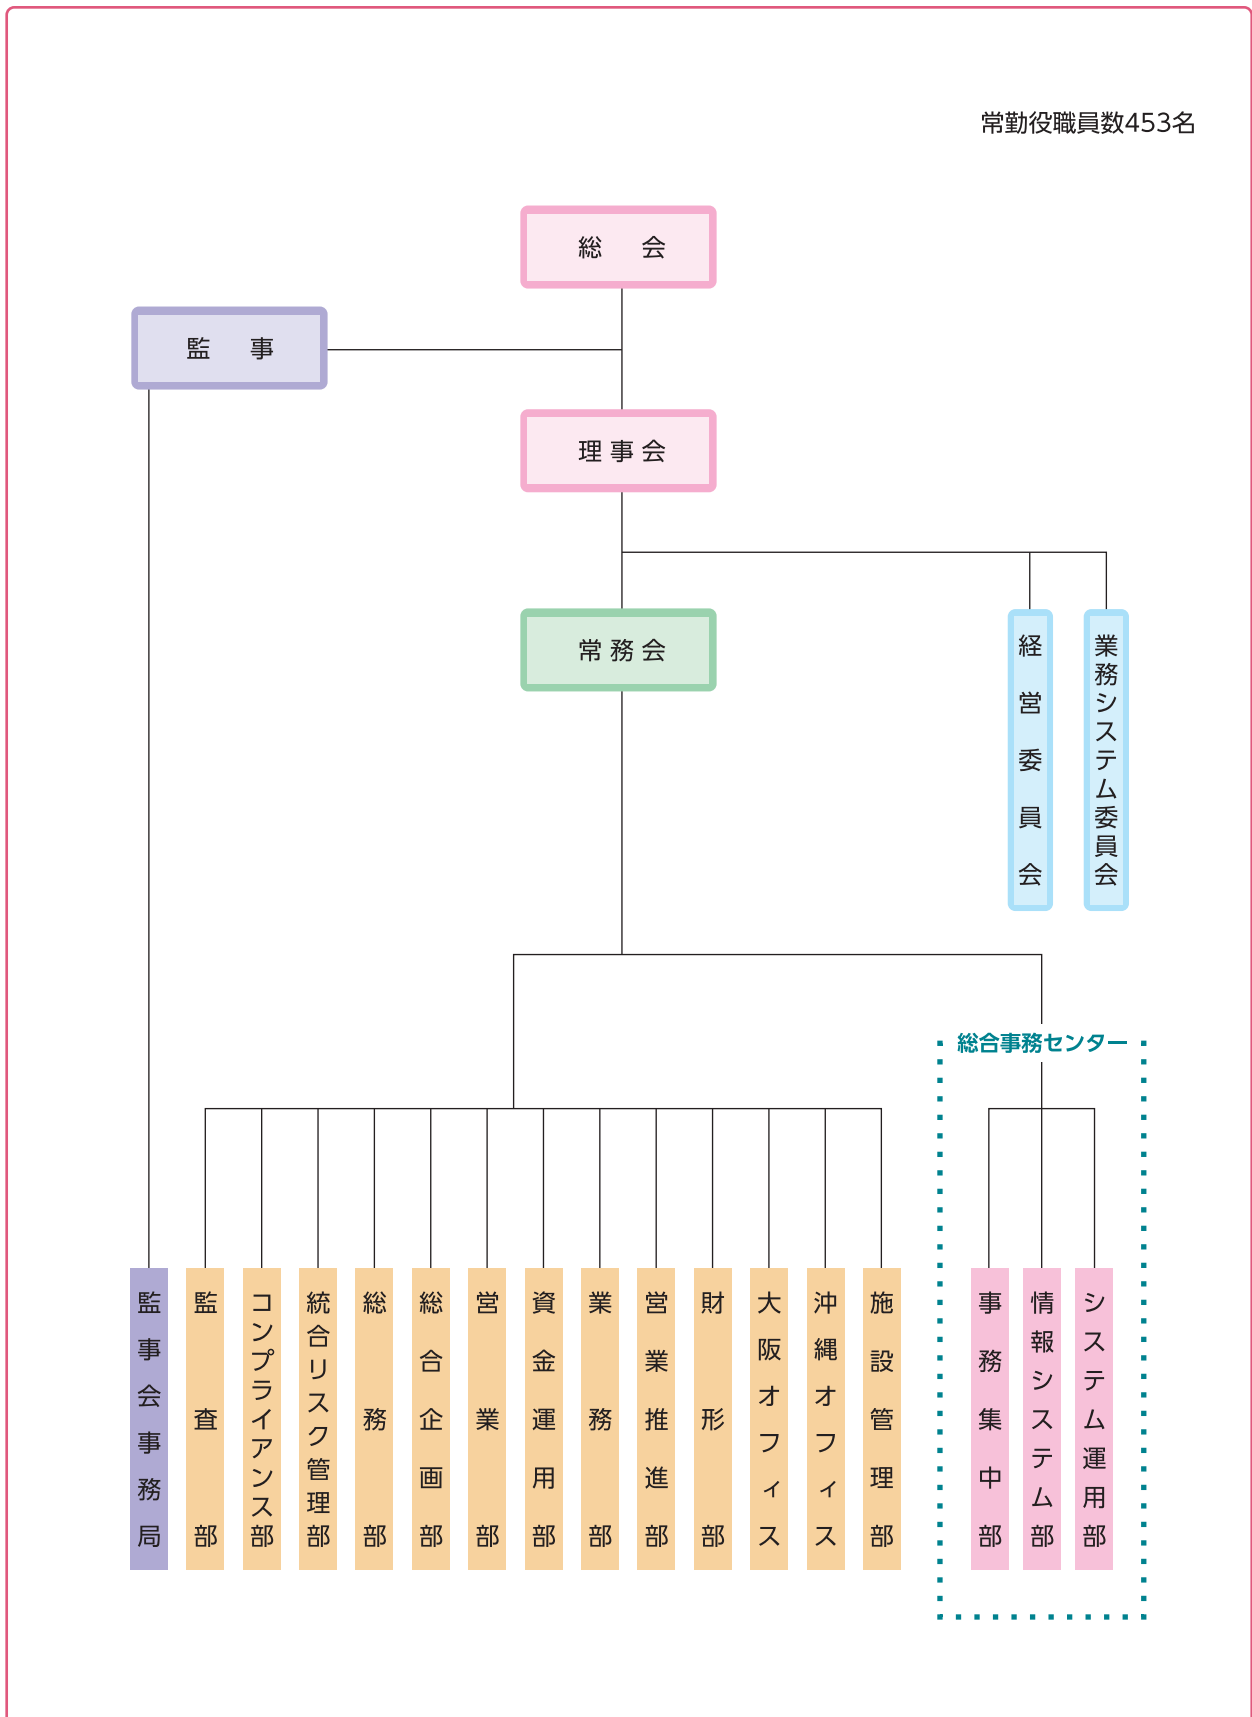 常勤役職員数453名
総会
監事
理事会
常務会
経営委員会
業務システム委員会
総合事務センター
監事会事務局
監査部
コンプライアンス部
統合リスク管理部
総務部
総合企画部
営業部
資金運用部
業務部
営業推進部
財形部
大阪オフィス
沖縄オフィス
施設管理部
事務集中部
情報システム部
システム運用部